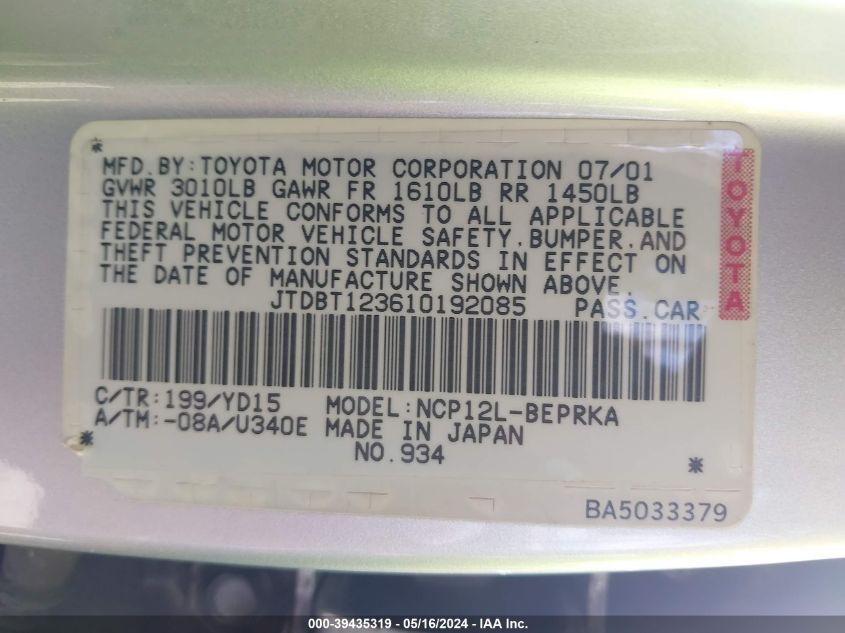 MFD.BY:TOYOTA MOTOR CORPORATION 07/01
GVWR 3010LB GAWR FR 1610LB RR 1450LB
THIS VEHICLE CONFORMS TO ALL APPLICABLE
FEDERAL MOTOR VEHICLE SAFETY,BUMPER,AND
THEFT PREVENTION STANDARDS IN EFFECT ON
THE DATE OF MANUFACTURE SHOWN ABOVE.
JTDBT123610192085 PASS.CAR
TOYOTA
C/TR:199/YD15 MODEL:NCP12L-BEPRKA
A/TM:-08A/U340E MADE IN JAPAN
NO.934
BA5033379
000-39435319 - 05/16/2024 - IAA Inc.